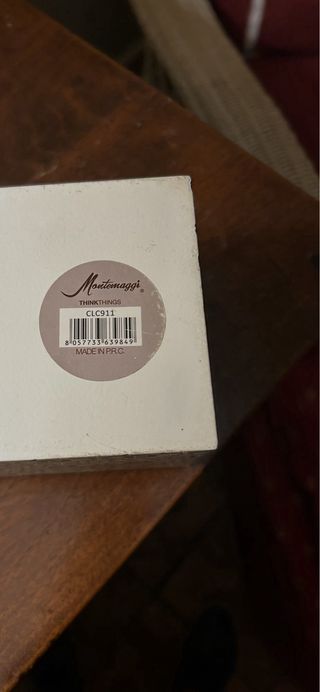 Montemaggi®
THINKTHINGS
CLC911
8 057733 639849
MADE IN P.R.C.